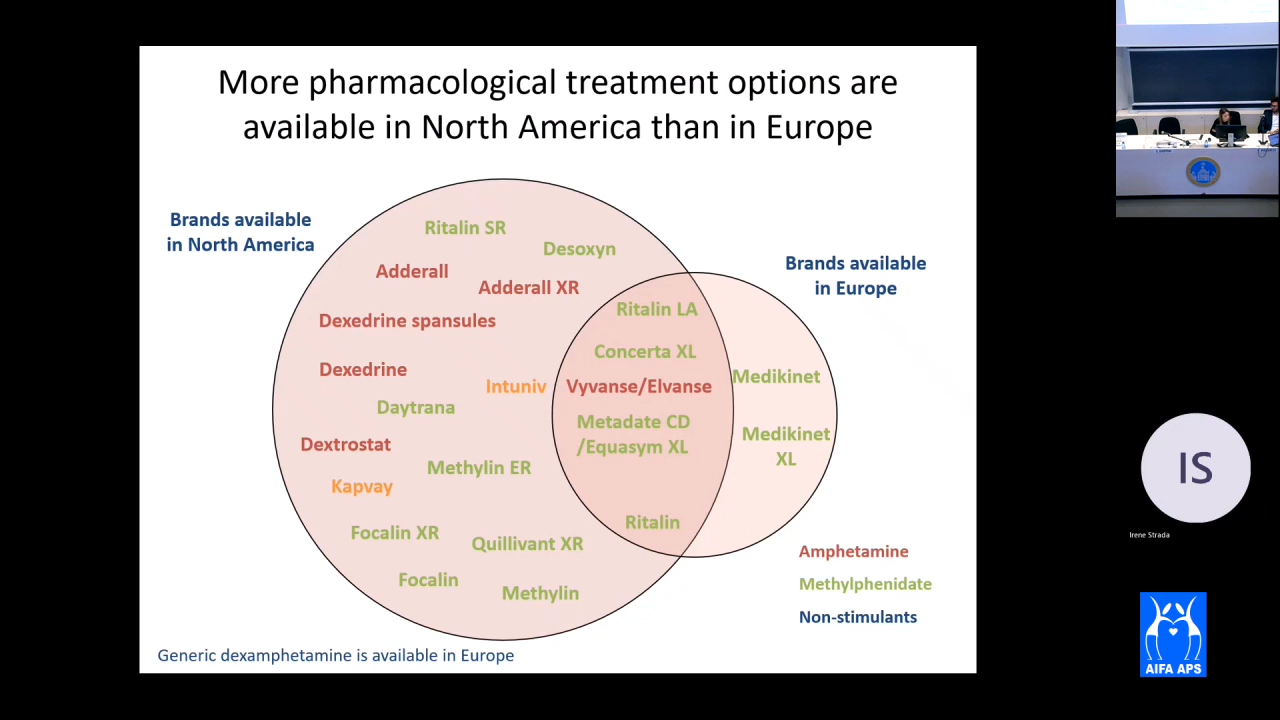 More pharmacological treatment options are
available in North America than in Europe
Brands available
in North America
Brands available
in Europe
Ritalin SR
Desoxyn
Adderall
Adderall XR
Dexedrine spansules
Dexedrine
Intuniv
Daytrana
Dextrostat
Methylin ER
Kapvay
Focalin XR
Quillivant XR
Focalin
Methylin
Ritalin LA
Concerta XL
Vyvanse/Elvanse
Metadate CD
/Equasym XL
Ritalin
Medikinet
Medikinet
XL
Amphetamine
Methylphenidate
Non-stimulants
Generic dexamphetamine is available in Europe
IS
Irene Strada
AIFA APS